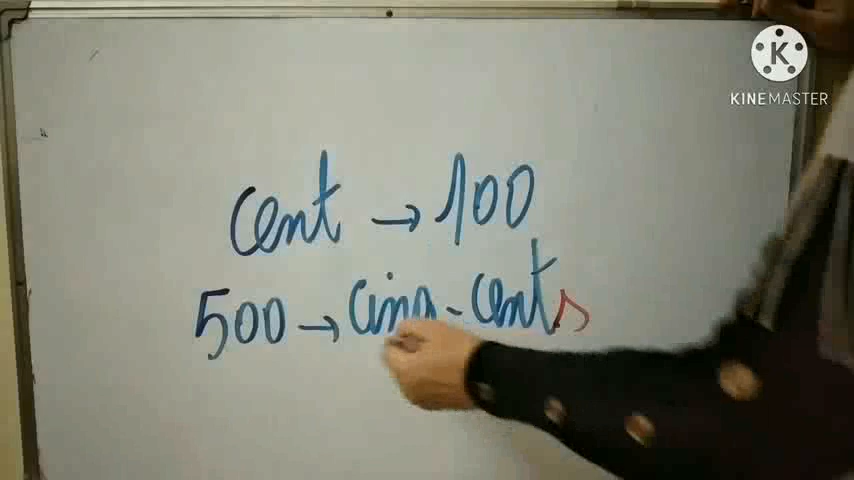 K
KINEMASTER
cent → 100
500 → cinq-cents